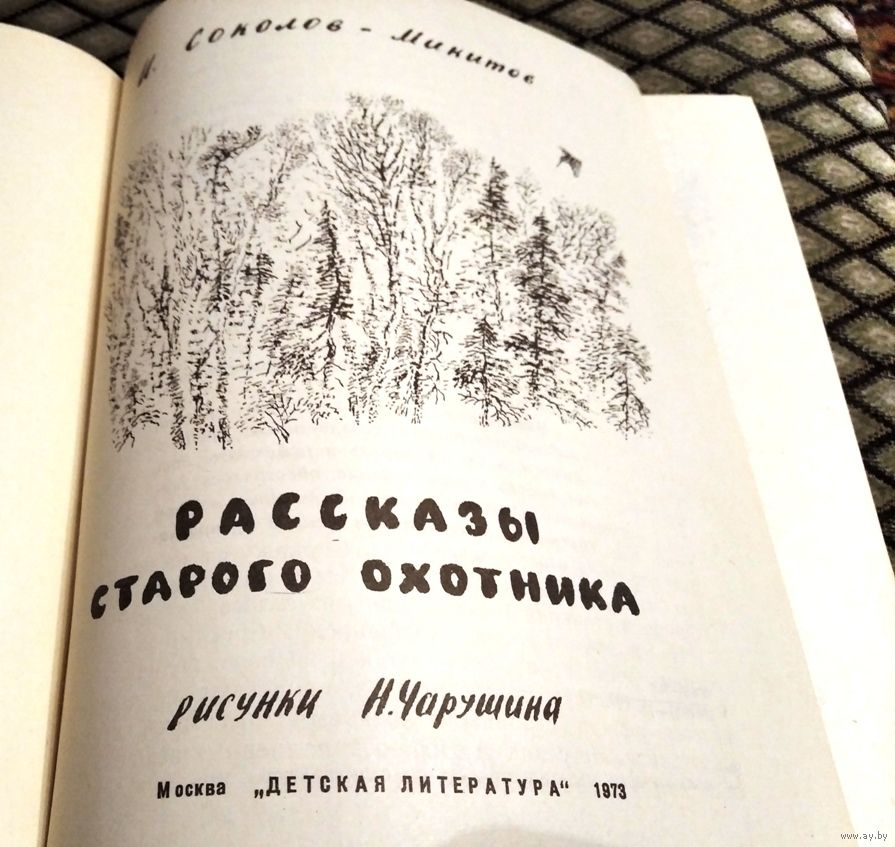 И. Соколов-Микитов
РАССКАЗЫ
СТАРОГО ОХОТНИКА
рисунки Н. Чарушина
Москва „ДЕТСКАЯ ЛИТЕРАТУРА“ 1973
www.ay.by